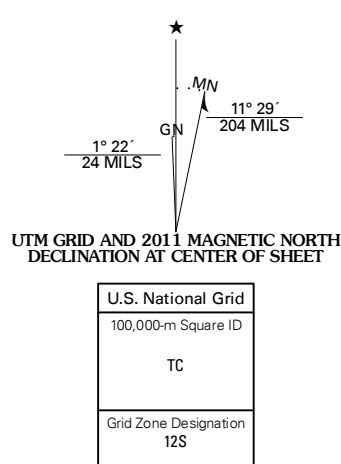 ★
MN
GN
11° 29´
204 MILS
1° 22´
24 MILS
UTM GRID AND 2011 MAGNETIC NORTH
DECLINATION AT CENTER OF SHEET
U.S. National Grid
100,000-m Square ID
TC
Grid Zone Designation
12S